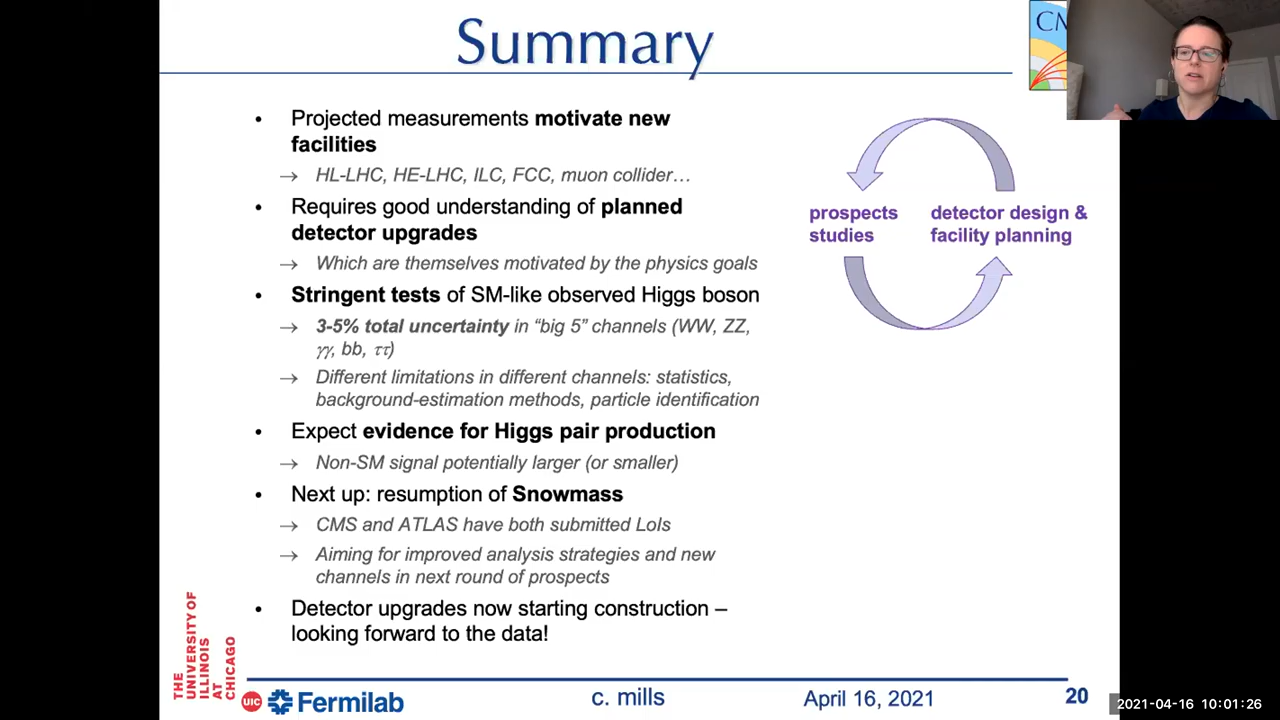 Summary
CM
• Projected measurements motivate new
facilities
→ HL-LHC, HE-LHC, ILC, FCC, muon collider…
• Requires good understanding of planned
detector upgrades
→ Which are themselves motivated by the physics goals
• Stringent tests of SM-like observed Higgs boson
→ 3-5% total uncertainty in “big 5” channels (WW, ZZ,
γγ, bb, ττ)
→ Different limitations in different channels: statistics,
background-estimation methods, particle identification
• Expect evidence for Higgs pair production
→ Non-SM signal potentially larger (or smaller)
• Next up: resumption of Snowmass
→ CMS and ATLAS have both submitted LoIs
→ Aiming for improved analysis strategies and new
channels in next round of prospects
• Detector upgrades now starting construction –
looking forward to the data!
prospects
studies
detector design &
facility planning
THE
UNIVERSITY OF
ILLINOIS
AT
CHICAGO
UIC
Fermilab
c. mills
April 16, 2021
20
2021-04-16 10:01:26